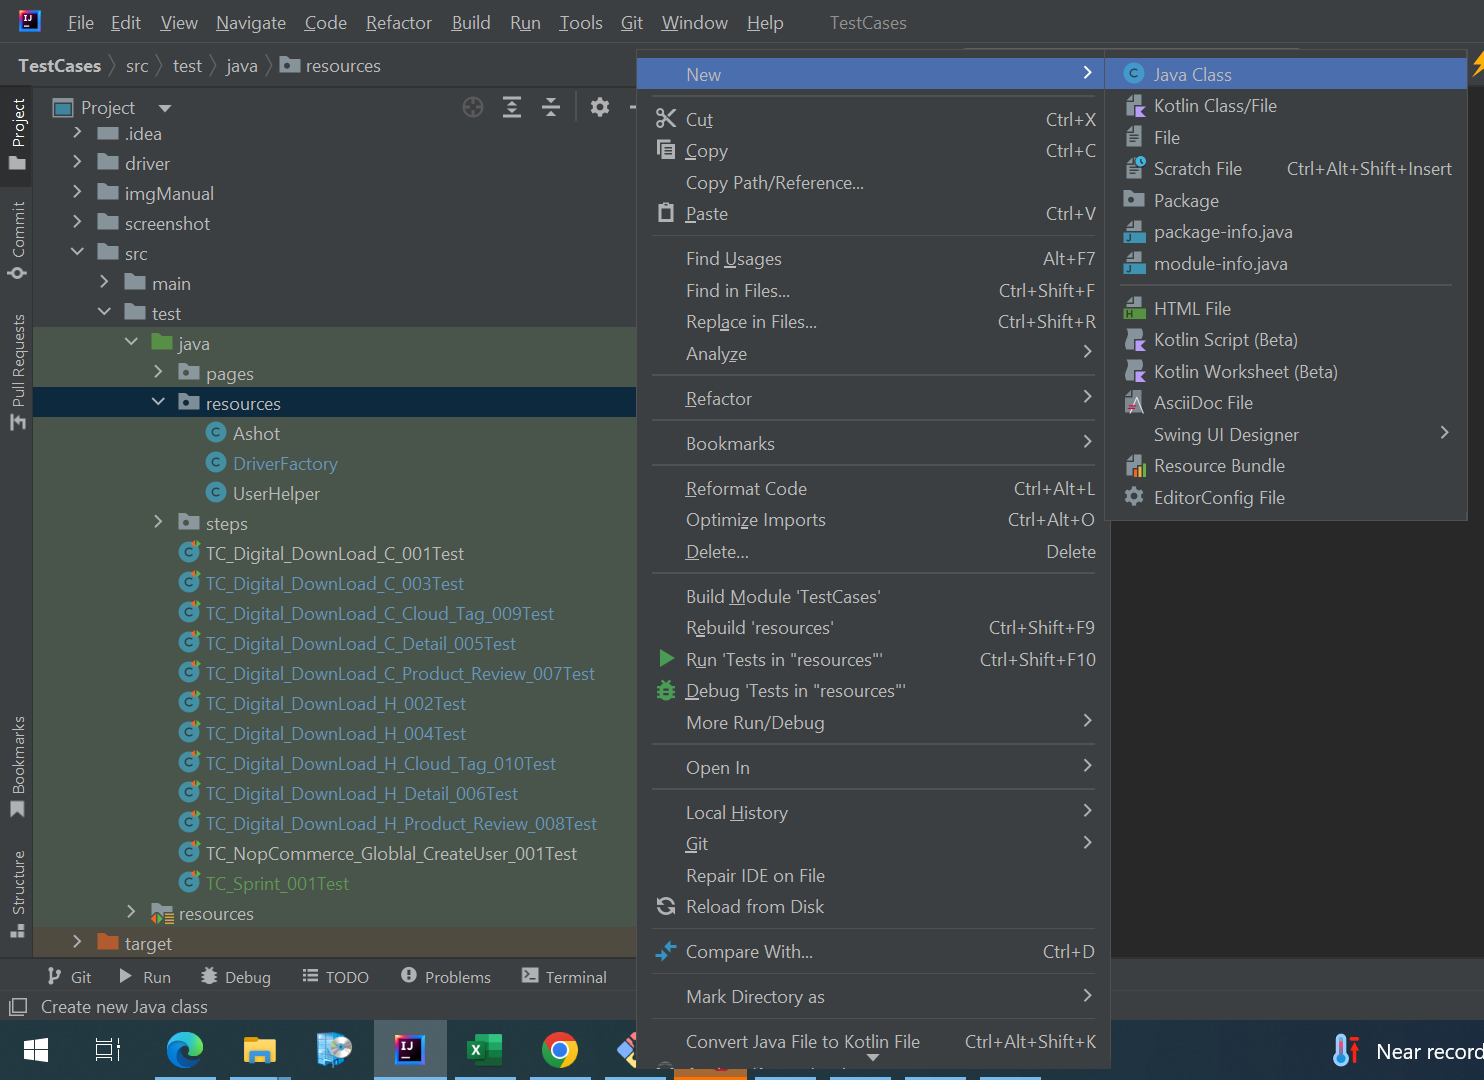 File Edit View Navigate Code Refactor Build Run Tools Git Window Help TestCases
TestCases src test java resources
Project
.idea
driver
imgManual
screenshot
src
main
test
java
pages
resources
Ashot
DriverFactory
UserHelper
steps
TC_Digital_DownLoad_C_001Test
TC_Digital_DownLoad_C_003Test
TC_Digital_DownLoad_C_Cloud_Tag_009Test
TC_Digital_DownLoad_C_Detail_005Test
TC_Digital_DownLoad_C_Product_Review_007Test
TC_Digital_DownLoad_H_002Test
TC_Digital_DownLoad_H_004Test
TC_Digital_DownLoad_H_Cloud_Tag_010Test
TC_Digital_DownLoad_H_Detail_006Test
TC_Digital_DownLoad_H_Product_Review_008Test
TC_NopCommerce_Globlal_CreateUser_001Test
TC_Sprint_001Test
resources
target
Project
Commit
Pull Requests
Bookmarks
Structure
New
Cut Ctrl+X
Copy Ctrl+C
Copy Path/Reference...
Paste Ctrl+V
Find Usages Alt+F7
Find in Files... Ctrl+Shift+F
Replace in Files... Ctrl+Shift+R
Analyze
Refactor
Bookmarks
Reformat Code Ctrl+Alt+L
Optimize Imports Ctrl+Alt+O
Delete... Delete
Build Module 'TestCases'
Rebuild 'resources' Ctrl+Shift+F9
Run 'Tests in "resources"' Ctrl+Shift+F10
Debug 'Tests in "resources"'
More Run/Debug
Open In
Local History
Git
Repair IDE on File
Reload from Disk
Compare With... Ctrl+D
Mark Directory as
Convert Java File to Kotlin File Ctrl+Alt+Shift+K
Java Class
Kotlin Class/File
File
Scratch File Ctrl+Alt+Shift+Insert
Package
package-info.java
module-info.java
HTML File
Kotlin Script (Beta)
Kotlin Worksheet (Beta)
AsciiDoc File
Swing UI Designer
Resource Bundle
EditorConfig File
Git Run Debug TODO Problems Terminal
Create new Java class
Near record